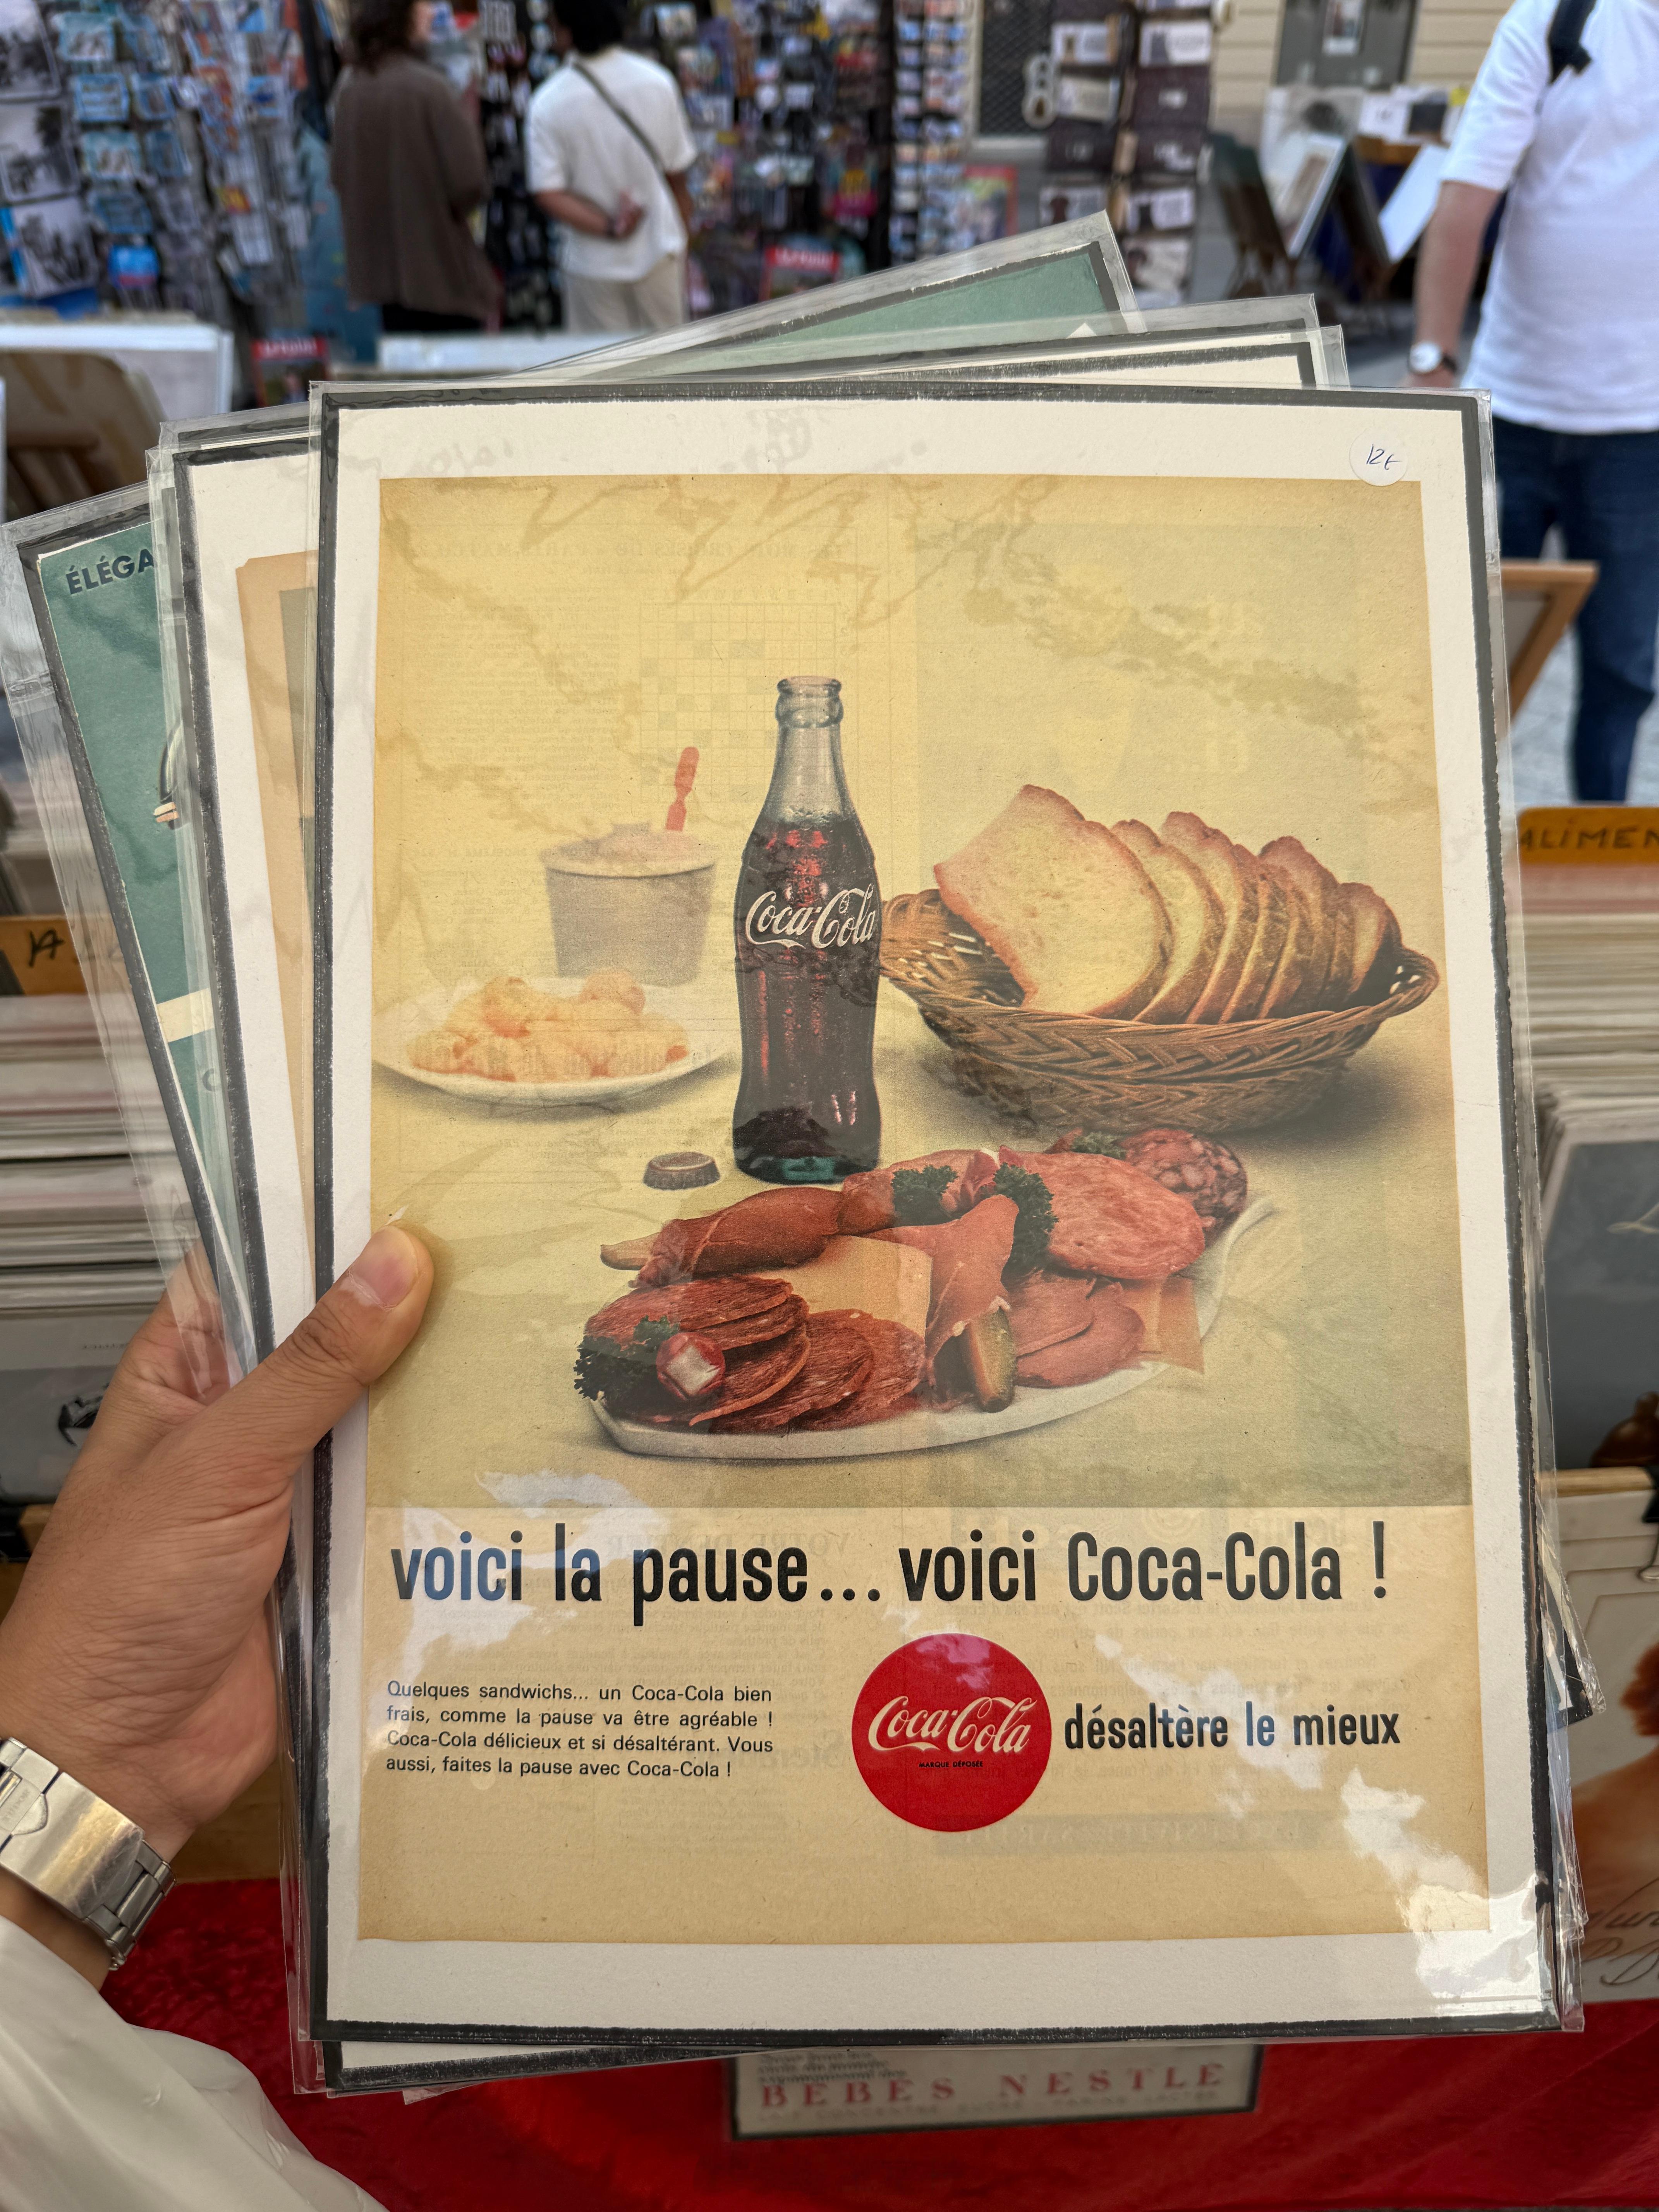 12€
ÉLÉGA
Coca-Cola
ALIMEN
voici la pause... voici Coca-Cola !
Quelques sandwichs... un Coca-Cola bien
frais, comme la pause va être agréable !
Coca-Cola délicieux et si désaltérant. Vous
aussi, faites la pause avec Coca-Cola !
Coca-Cola
MARQUE DÉPOSÉE
désaltère le mieux
BÉBÉS NESTLÉ